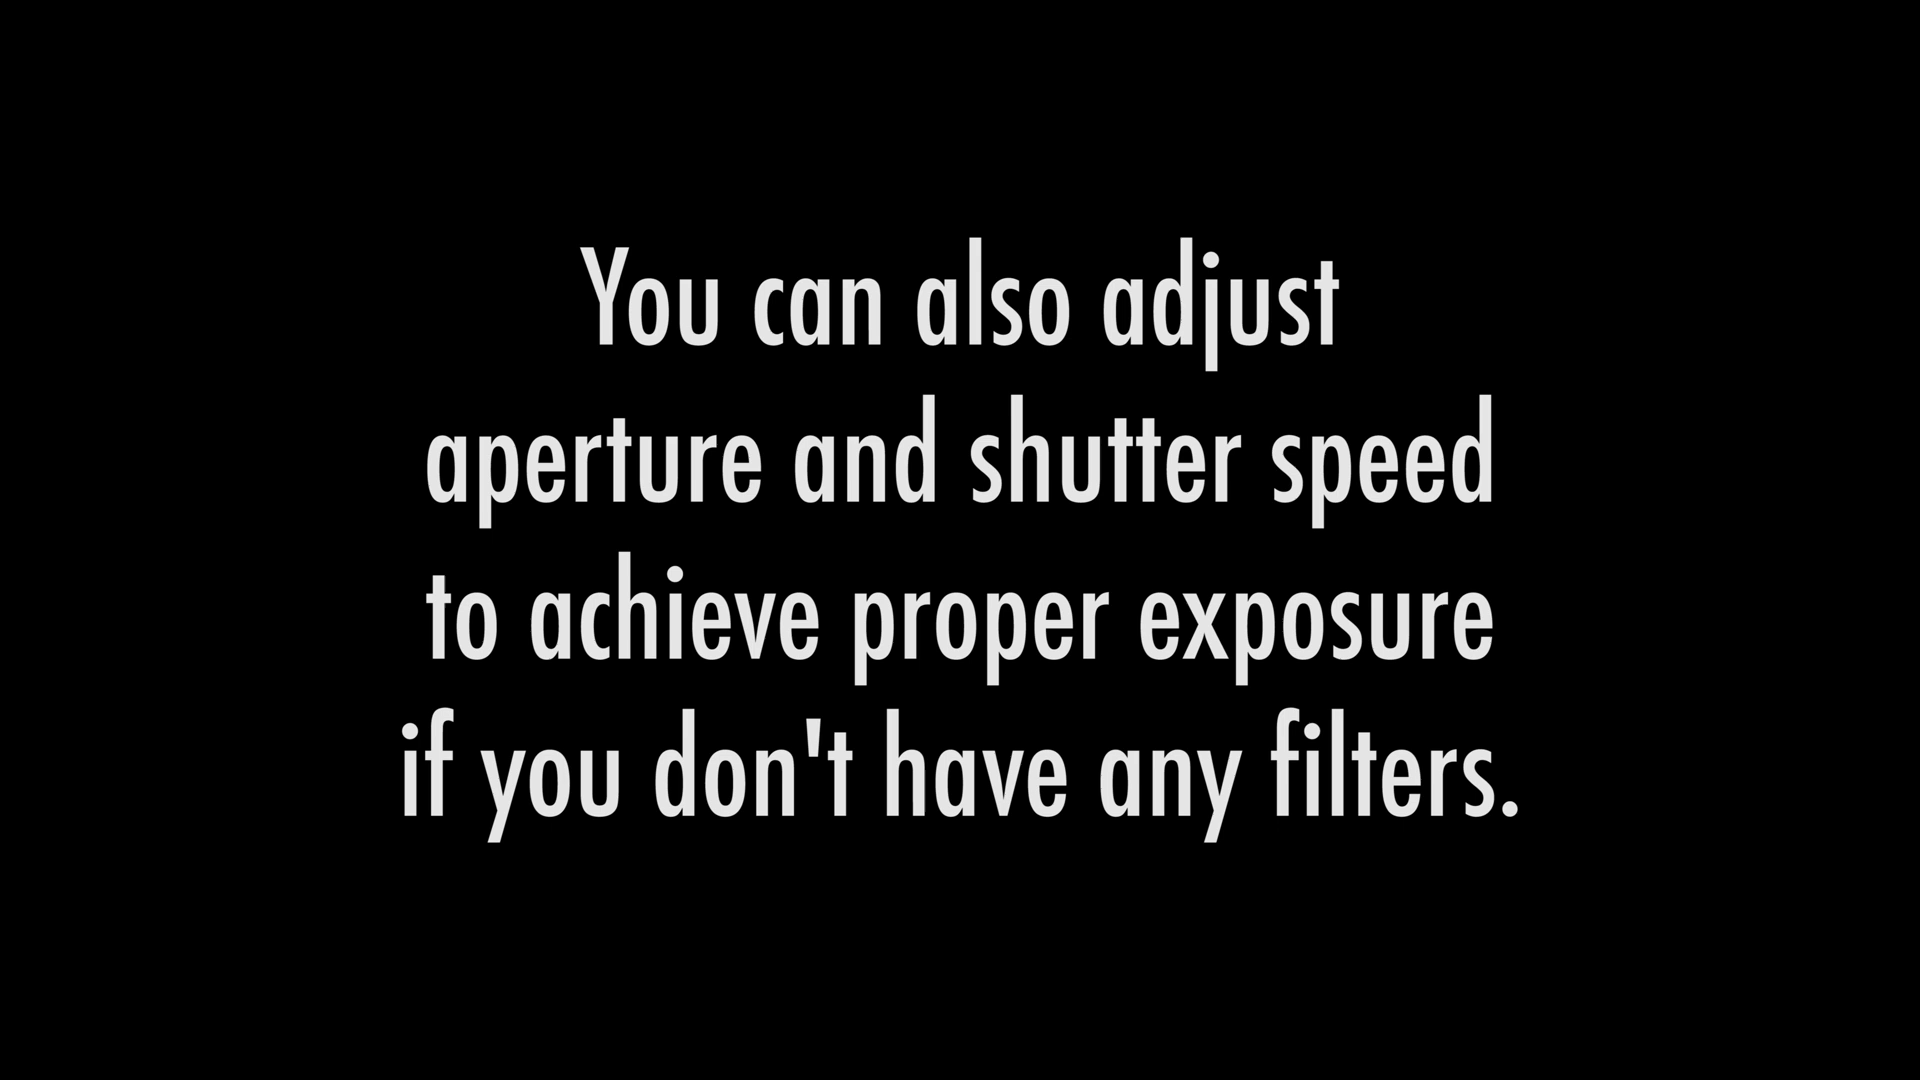 You can also adjust
aperture and shutter speed
to achieve proper exposure
if you don't have any filters.